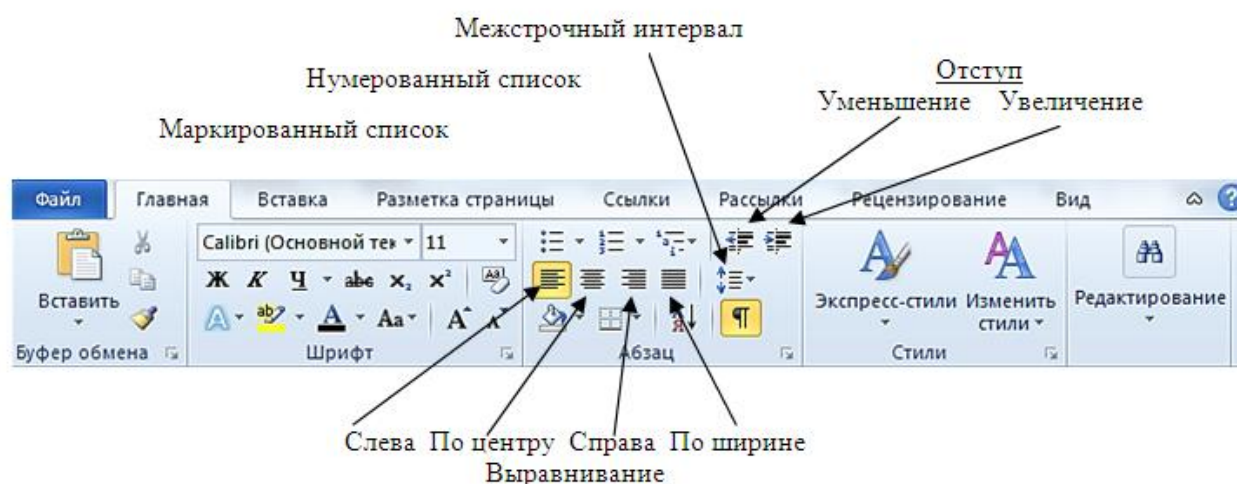 Межстрочный интервал
Нумерованный список
Отступ
Уменьшение Увеличение
Маркированный список
Файл Главная Вставка Разметка страницы Ссылки Рассылки Рецензирование Вид
Calibri (Основной тек 11
Ж К Ч abc x₂ x²
Aa
Вставить
Экспресс-стили Изменить стили
Редактирование
Буфер обмена Шрифт Абзац Стили
Слева По центру Справа По ширине
Выравнивание